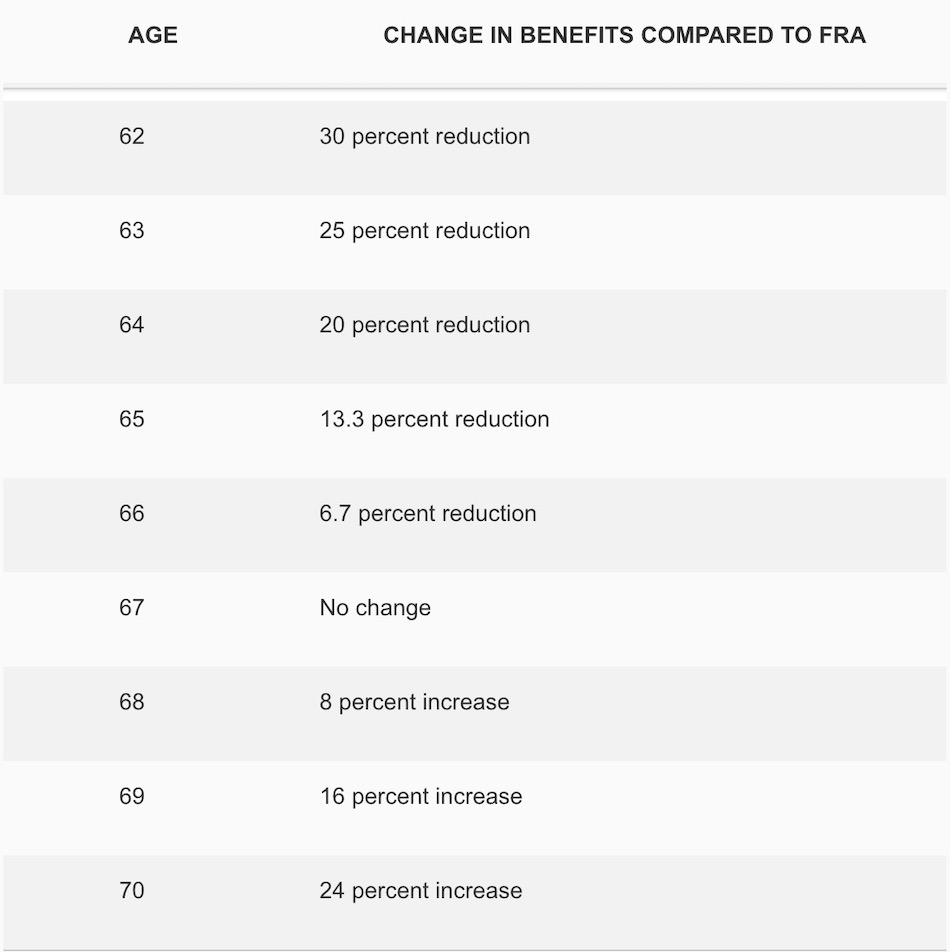 AGE CHANGE IN BENEFITS COMPARED TO FRA
62 30 percent reduction
63 25 percent reduction
64 20 percent reduction
65 13.3 percent reduction
66 6.7 percent reduction
67 No change
68 8 percent increase
69 16 percent increase
70 24 percent increase